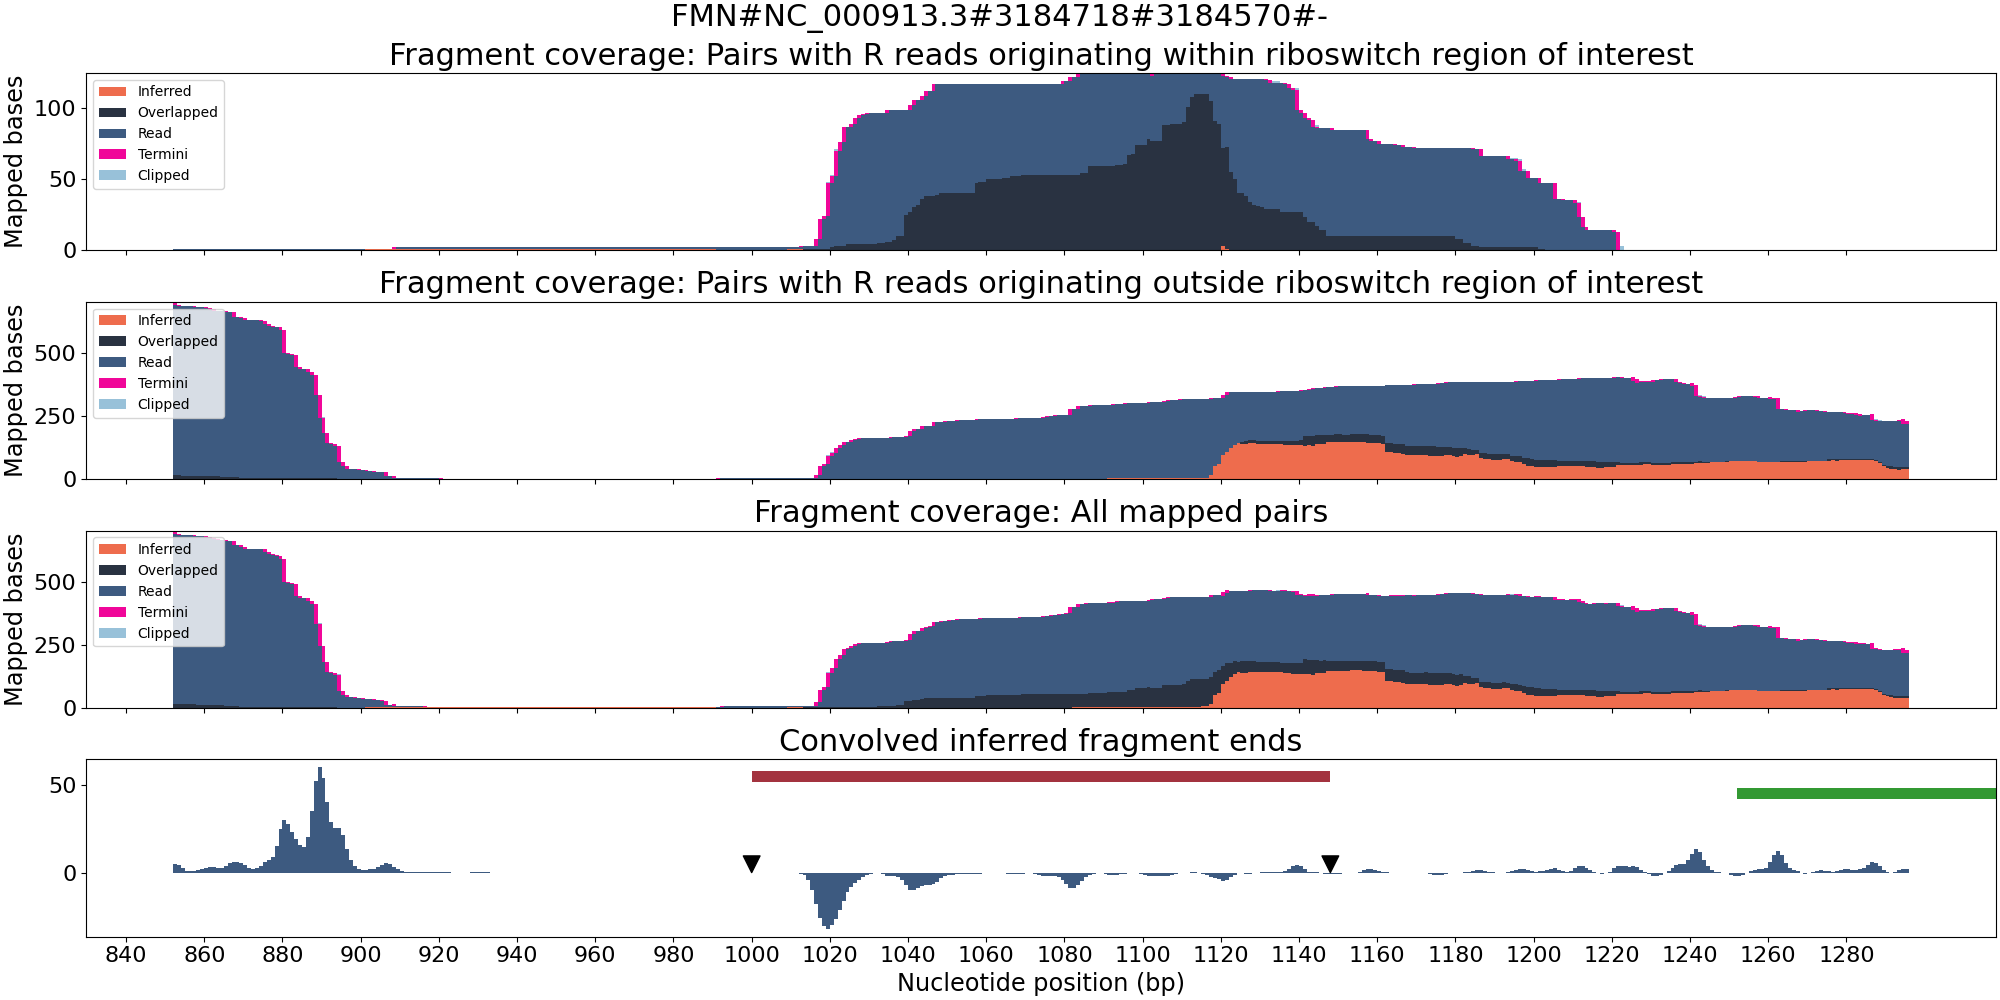 FMN#NC_000913.3#3184718#3184570#-
Fragment coverage: Pairs with R reads originating within riboswitch region of interest
Mapped bases
100
50
0
Inferred
Overlapped
Read
Termini
Clipped
Fragment coverage: Pairs with R reads originating outside riboswitch region of interest
Mapped bases
500
250
0
Inferred
Overlapped
Read
Termini
Clipped
Fragment coverage: All mapped pairs
Mapped bases
500
250
0
Inferred
Overlapped
Read
Termini
Clipped
Convolved inferred fragment ends
50
0
840 860 880 900 920 940 960 980 1000 1020 1040 1060 1080 1100 1120 1140 1160 1180 1200 1220 1240 1260 1280
Nucleotide position (bp)